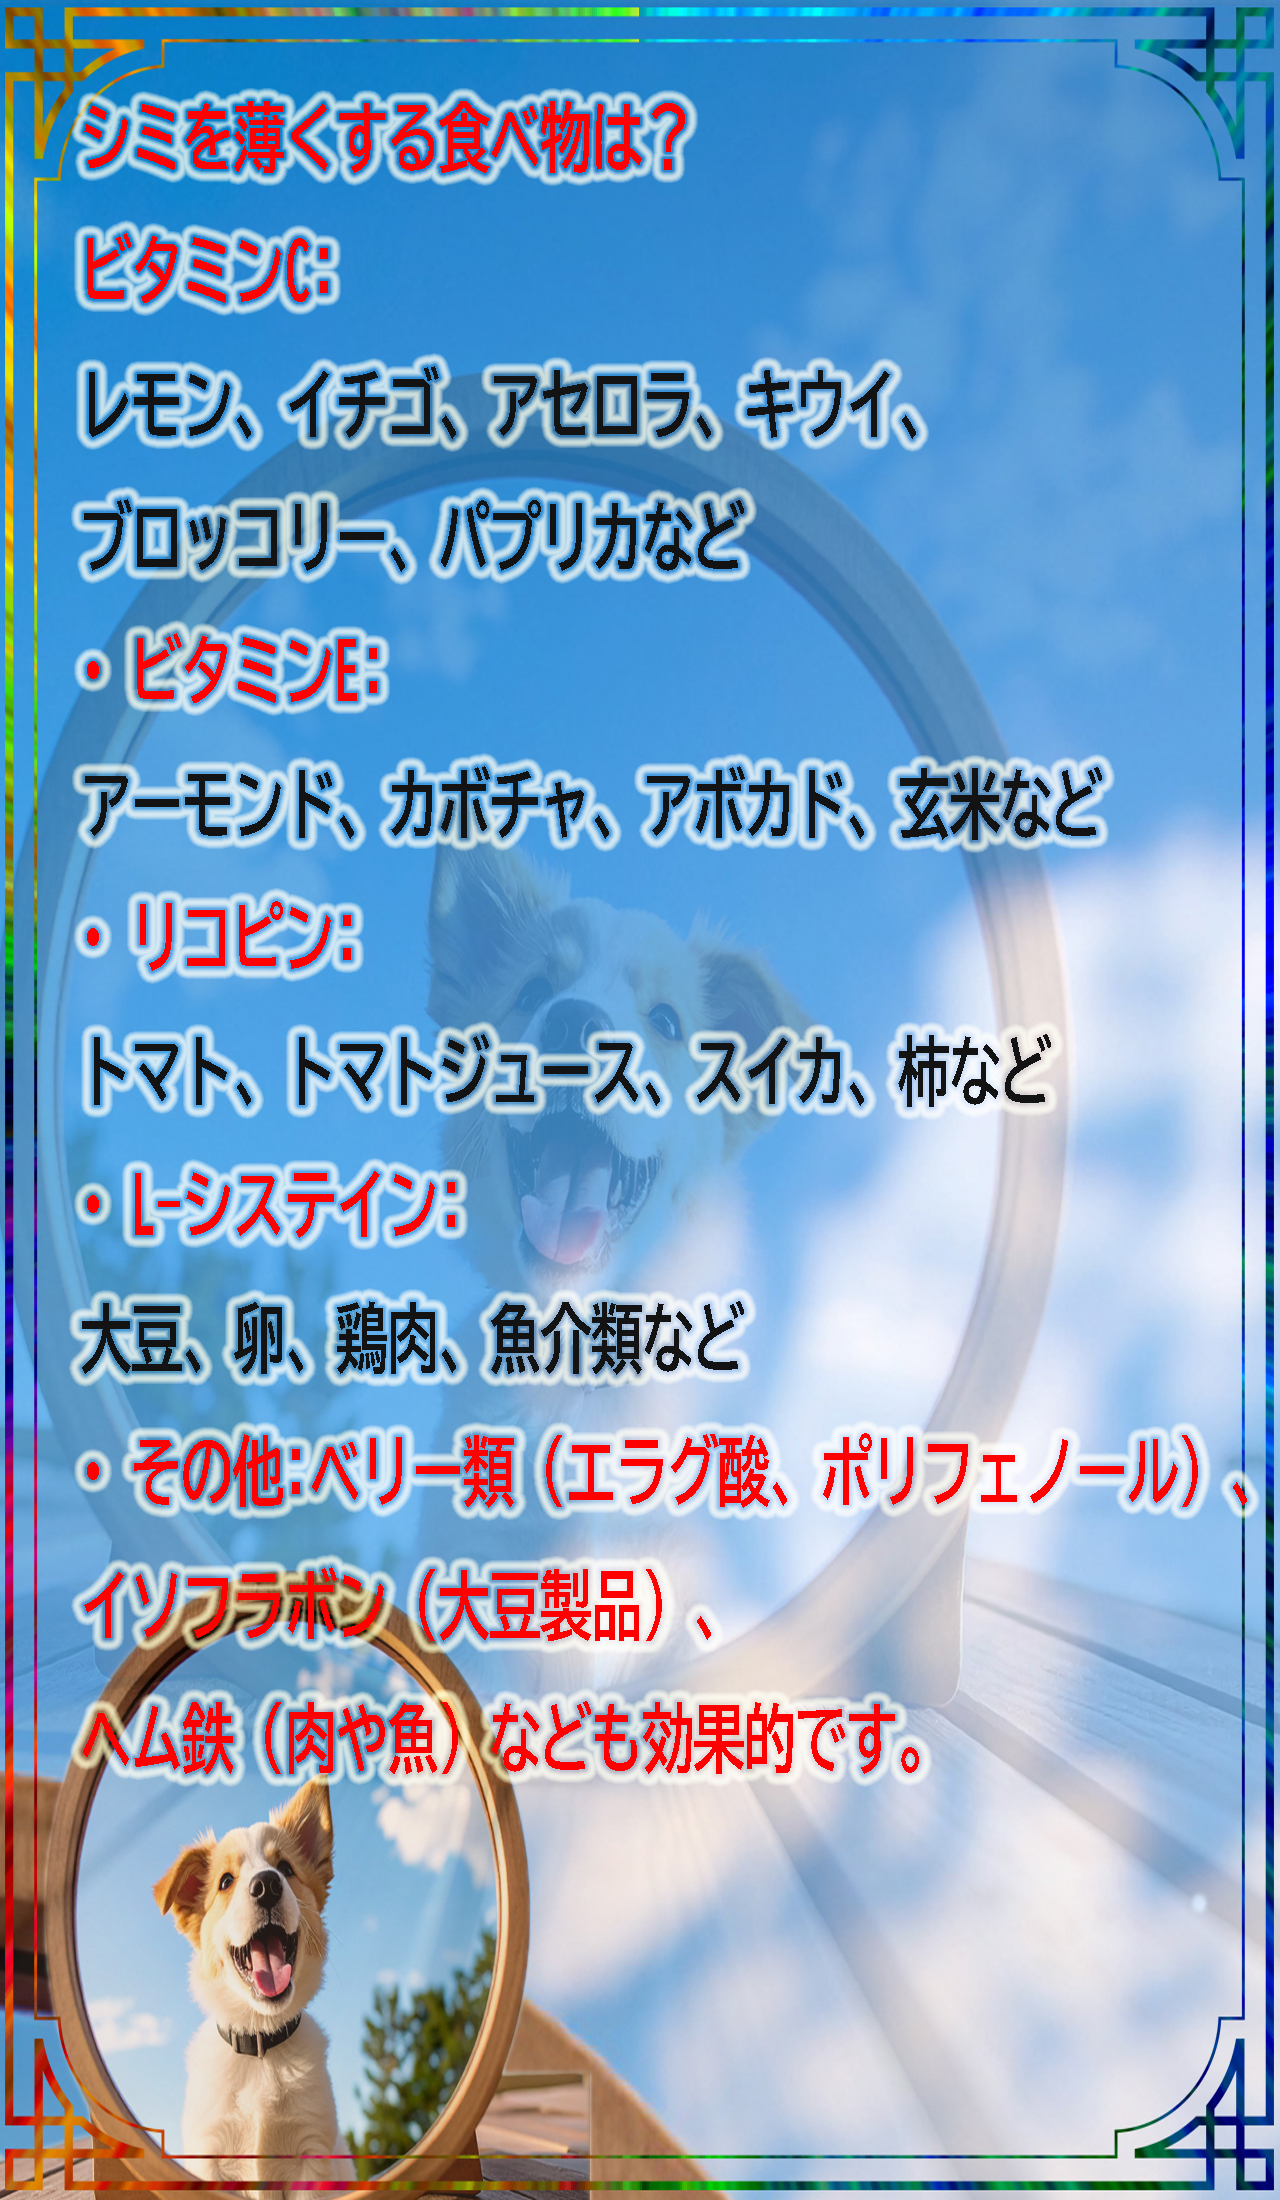 シミを薄くする食べ物は？
ビタミンC:
レモン、イチゴ、アセロラ、キウイ、
ブロッコリー、パプリカなど
• ビタミンE:
アーモンド、カボチャ、アボカド、玄米など
• リコピン:
トマト、トマトジュース、スイカ、柿など
• L-システイン:
大豆、卵、鶏肉、魚介類など
• その他:ベリー類（エラグ酸、ポリフェノール）、
イソフラボン（大豆製品）、
ヘム鉄（肉や魚）なども効果的です。